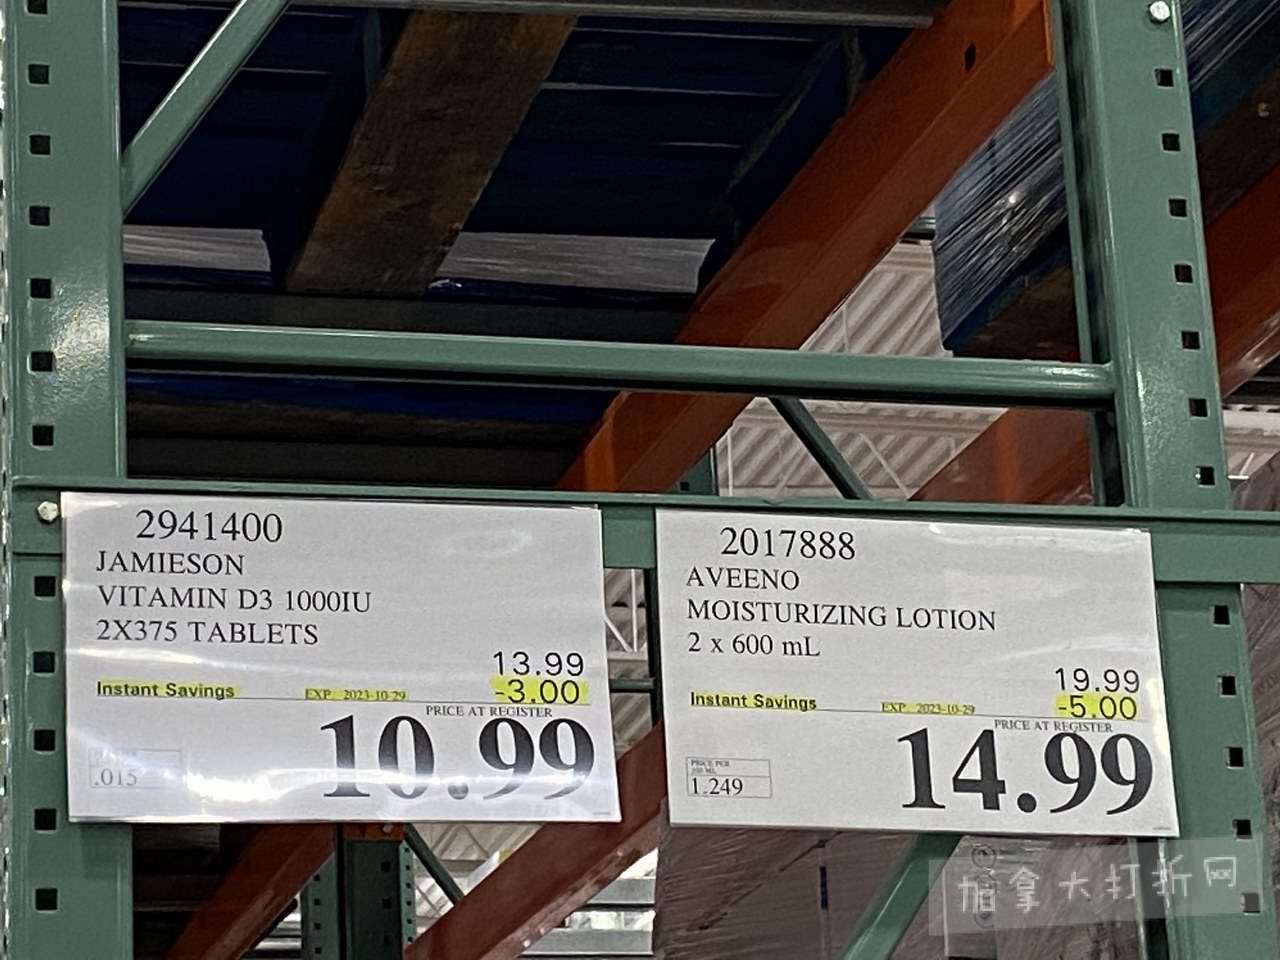 2941400
JAMIESON
VITAMIN D3 1000IU
2X375 TABLETS
13.99
Instant Savings EXP. 2023-10-29 -3.00
PRICE AT REGISTER
10.99
.015
2017888
AVEENO
MOISTURIZING LOTION
2 x 600 mL
19.99
Instant Savings EXP. 2023-10-29 -5.00
PRICE AT REGISTER
14.99
PRICE PER
100 ML
1.249
加拿大打折网